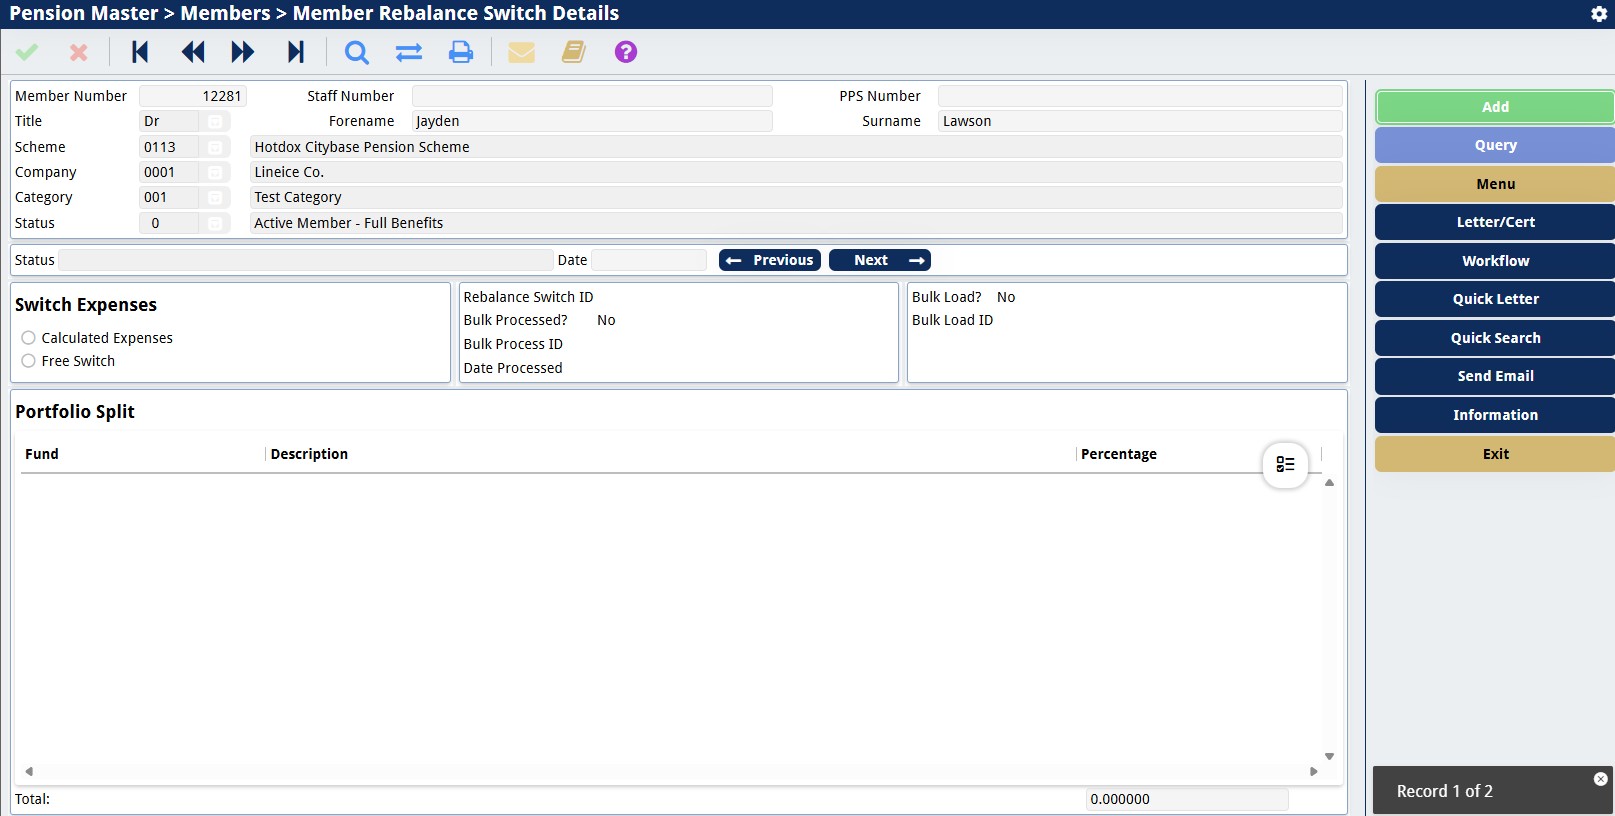 Pension Master > Members > Member Rebalance Switch Details
Member Number 12281 Staff Number PPS Number
Title Dr Forename Jayden Surname Lawson
Scheme 0113 Hotdox Citybase Pension Scheme
Company 0001 Lineice Co.
Category 001 Test Category
Status 0 Active Member - Full Benefits
Status Date Previous Next
Switch Expenses
Calculated Expenses
Free Switch
Rebalance Switch ID
Bulk Processed? No
Bulk Process ID
Date Processed
Bulk Load? No
Bulk Load ID
Portfolio Split
Fund Description Percentage
Total: 0.000000
Add
Query
Menu
Letter/Cert
Workflow
Quick Letter
Quick Search
Send Email
Information
Exit
Record 1 of 2